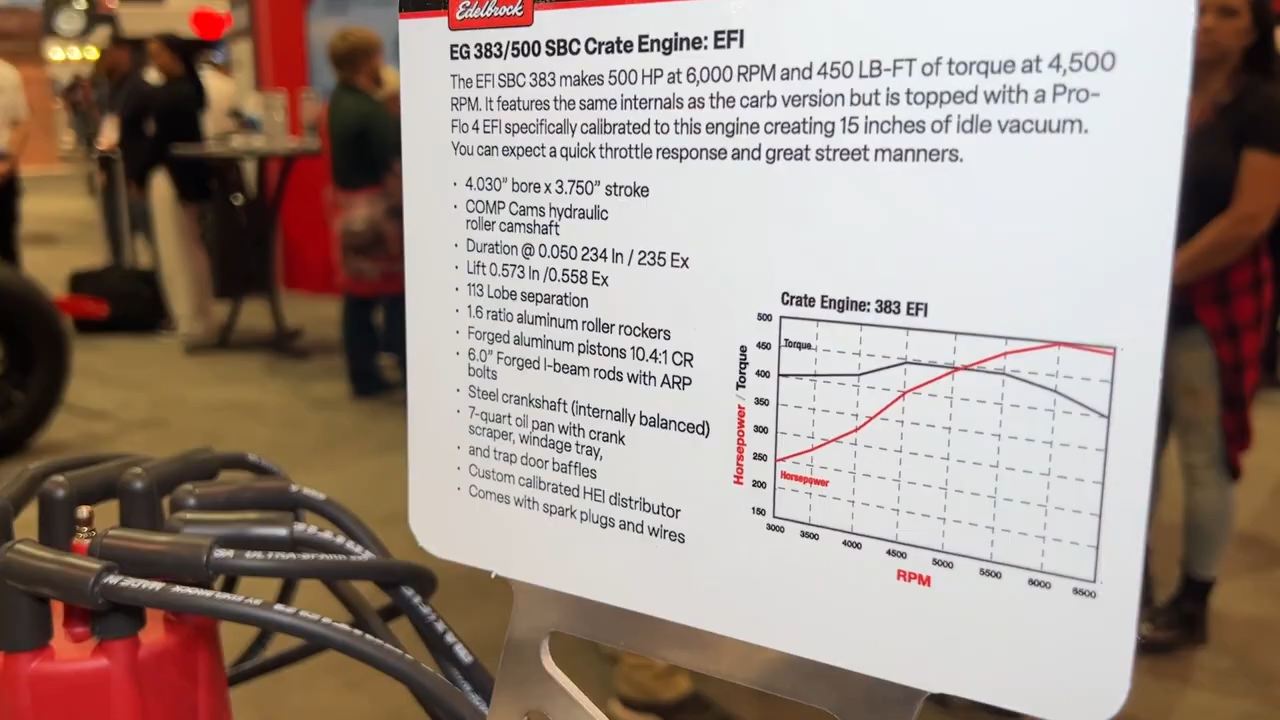 Edelbrock
EG 383/500 SBC Crate Engine: EFI
The EFI SBC 383 makes 500 HP at 6,000 RPM and 450 LB-FT of torque at 4,500
RPM. It features the same internals as the carb version but is topped with a Pro-
Flo 4 EFI specifically calibrated to this engine creating 15 inches of idle vacuum.
You can expect a quick throttle response and great street manners.
· 4.030" bore x 3.750" stroke
· COMP Cams hydraulic
roller camshaft
· Duration @ 0.050 234 In / 235 Ex
· Lift 0.573 In /0.558 Ex
· 113 Lobe separation
· 1.6 ratio aluminum roller rockers
· Forged aluminum pistons 10.4:1 CR
· 6.0" Forged I-beam rods with ARP
bolts
· Steel crankshaft (internally balanced)
· 7-quart oil pan with crank
scraper, windage tray,
· and trap door baffles
· Custom calibrated HEI distributor
· Comes with spark plugs and wires
Crate Engine: 383 EFI
Horsepower / Torque
500
450
400
350
300
250
200
150
Torque
Horsepower
3000
3500
4000
4500
5000
5500
6000
6500
RPM
MADE IN
ULTRA-SPARK